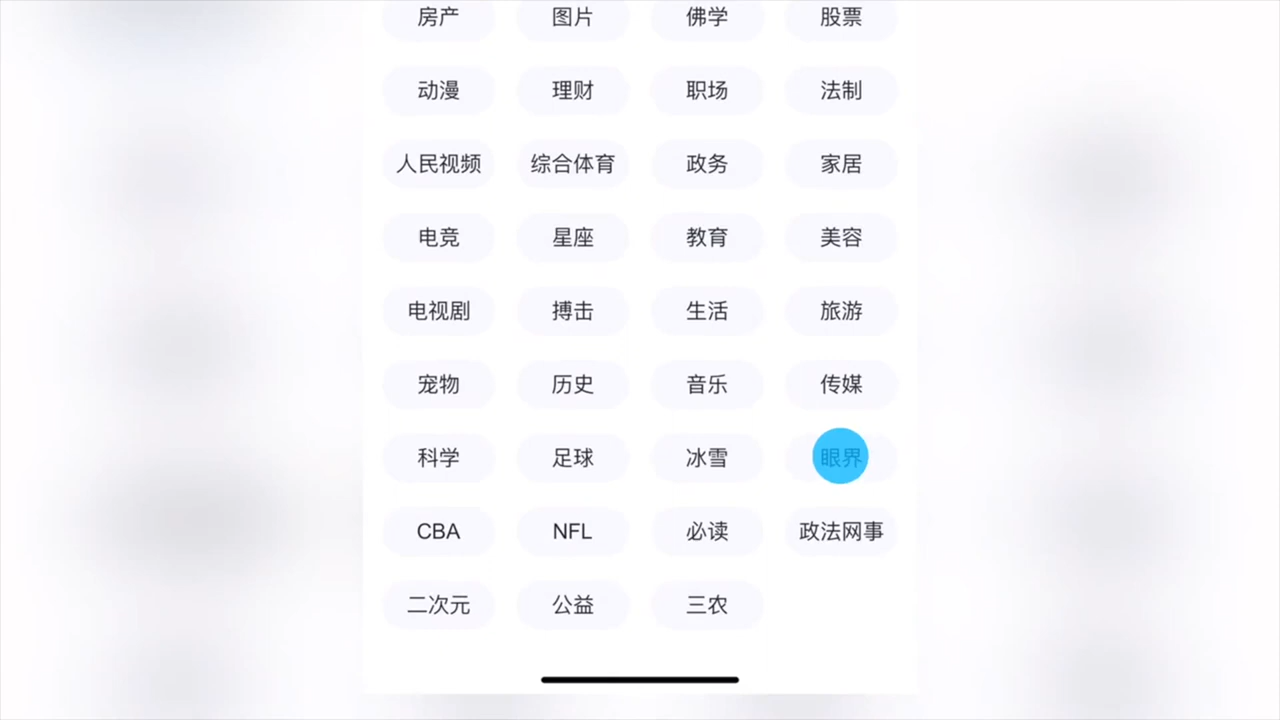 房产 图片 佛学 股票
动漫 理财 职场 法制
人民视频 综合体育 政务 家居
电竞 星座 教育 美容
电视剧 搏击 生活 旅游
宠物 历史 音乐 传媒
科学 足球 冰雪 眼界
CBA NFL 必读 政法网事
二次元 公益 三农